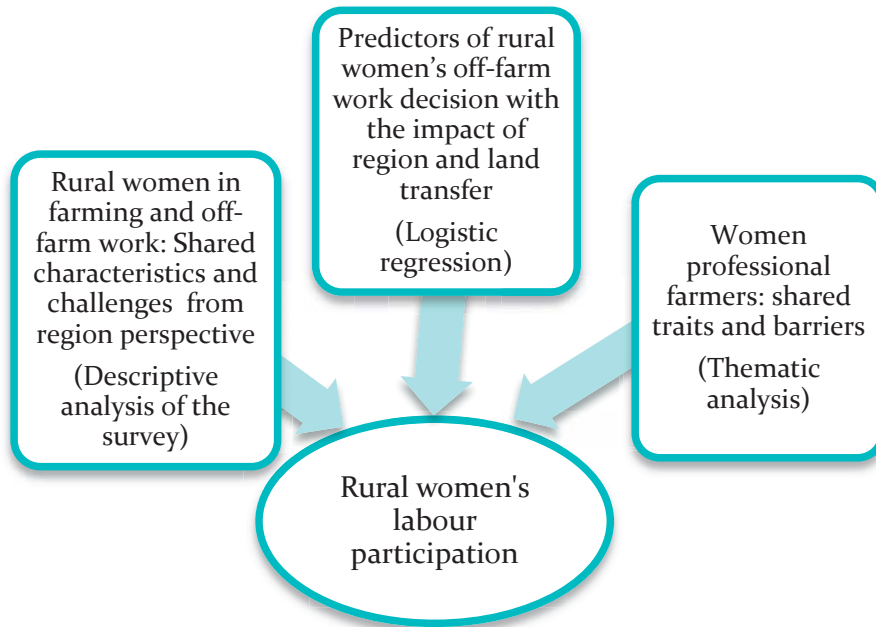 Rural women in
farming and off-
farm work: Shared
characteristics and
challenges from
region perspective
(Descriptive
analysis of the
survey)
Predictors of rural
women's off-farm
work decision with
the impact of
region and land
transfer
(Logistic
regression)
Women
professional
farmers: shared
traits and barriers
(Thematic
analysis)
Rural women's
labour
participation